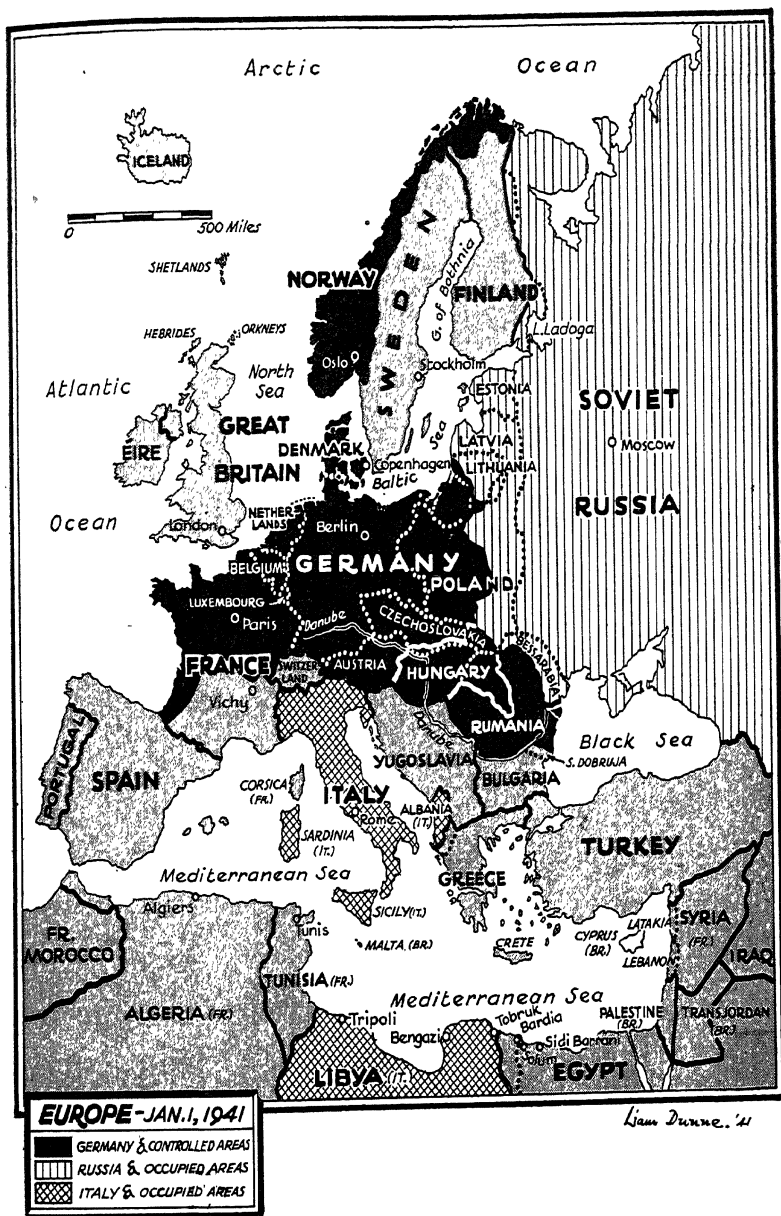 Arctic Ocean
ICELAND
0 500 Miles
SHETLANDS
NORWAY
SWEDEN
G. of Bothnia
FINLAND
HEBRIDES
ORKNEYS
L. Ladoga
Oslo
North
Sea
Stockholm
Atlantic
ESTONIA
SOVIET
GREAT
Sea
DENMARK
LATVIA
Moscow
EIRE
BRITAIN
Copenhagen
LITHUANIA
Baltic
RUSSIA
Ocean
NETHER
LANDS
London
Berlin
GERMANY
BELGIUM
POLAND
LUXEMBOURG
Paris
Danube
CZECHOSLOVAKIA
BESSARABIA
FRANCE
SWITZER
LAND
AUSTRIA
HUNGARY
Vichy
RUMANIA
Danube
Black Sea
PORTUGAL
SPAIN
YUGOSLAVIA
S. DOBRUJA
BULGARIA
CORSICA
(FR.)
ITALY
ALBANIA
(IT.)
Rome
SARDINIA
(IT.)
TURKEY
Mediterranean Sea
GREECE
Algiers
SICILY (IT.)
Tunis
CRETE
CYPRUS
(BR.)
LATAKIA
SYRIA
(FR.)
FR.
MOROCCO
MALTA (BR.)
LEBANON
IRAQ
TUNISIA (FR.)
Mediterranean Sea
ALGERIA (FR.)
Tripoli
Bengazi
Tobruk
Bardia
PALESTINE
(BR.)
TRANSJORDAN
(BR.)
Sidi Barrani
LIBYA (IT.)
EGYPT
EUROPE - JAN. 1, 1941
GERMANY & CONTROLLED AREAS
RUSSIA & OCCUPIED AREAS
ITALY & OCCUPIED AREAS
Liam Dunne. '41